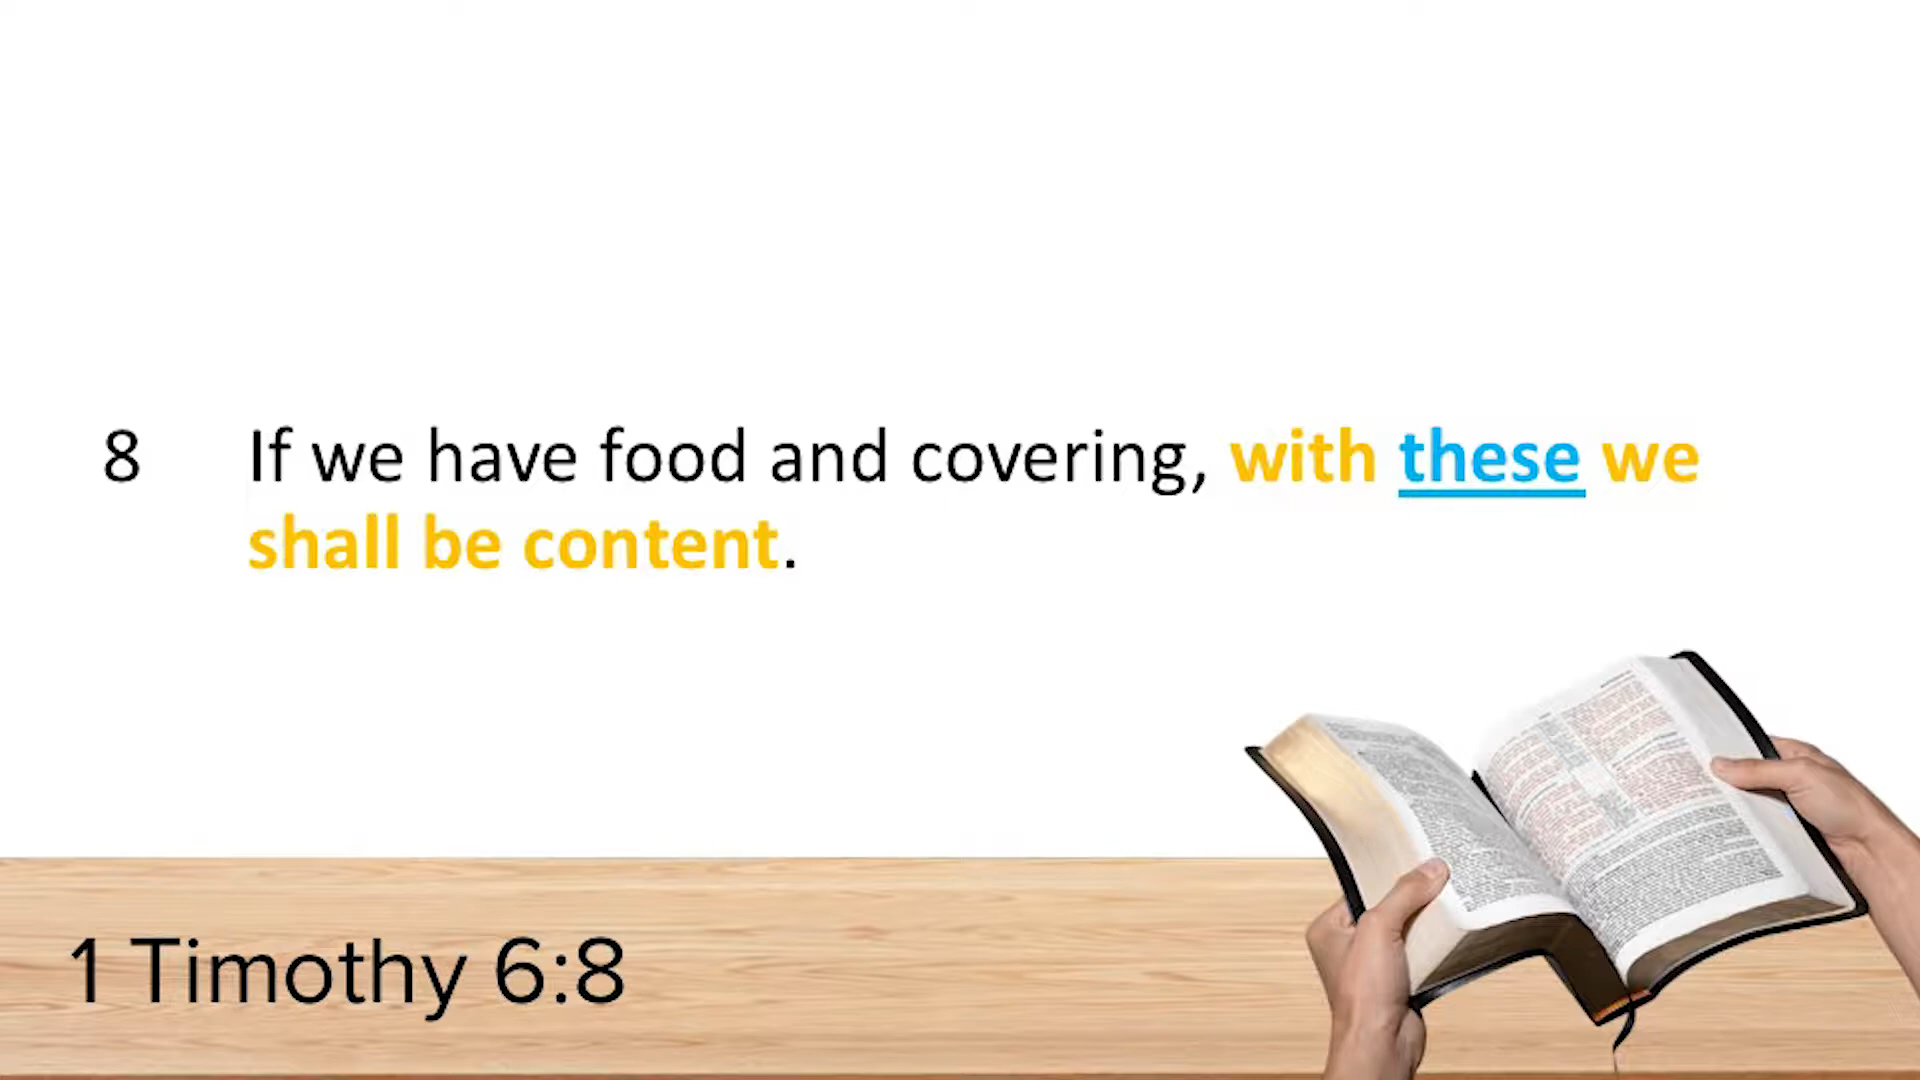 8 If we have food and covering, with these we
shall be content.
1 Timothy 6:8